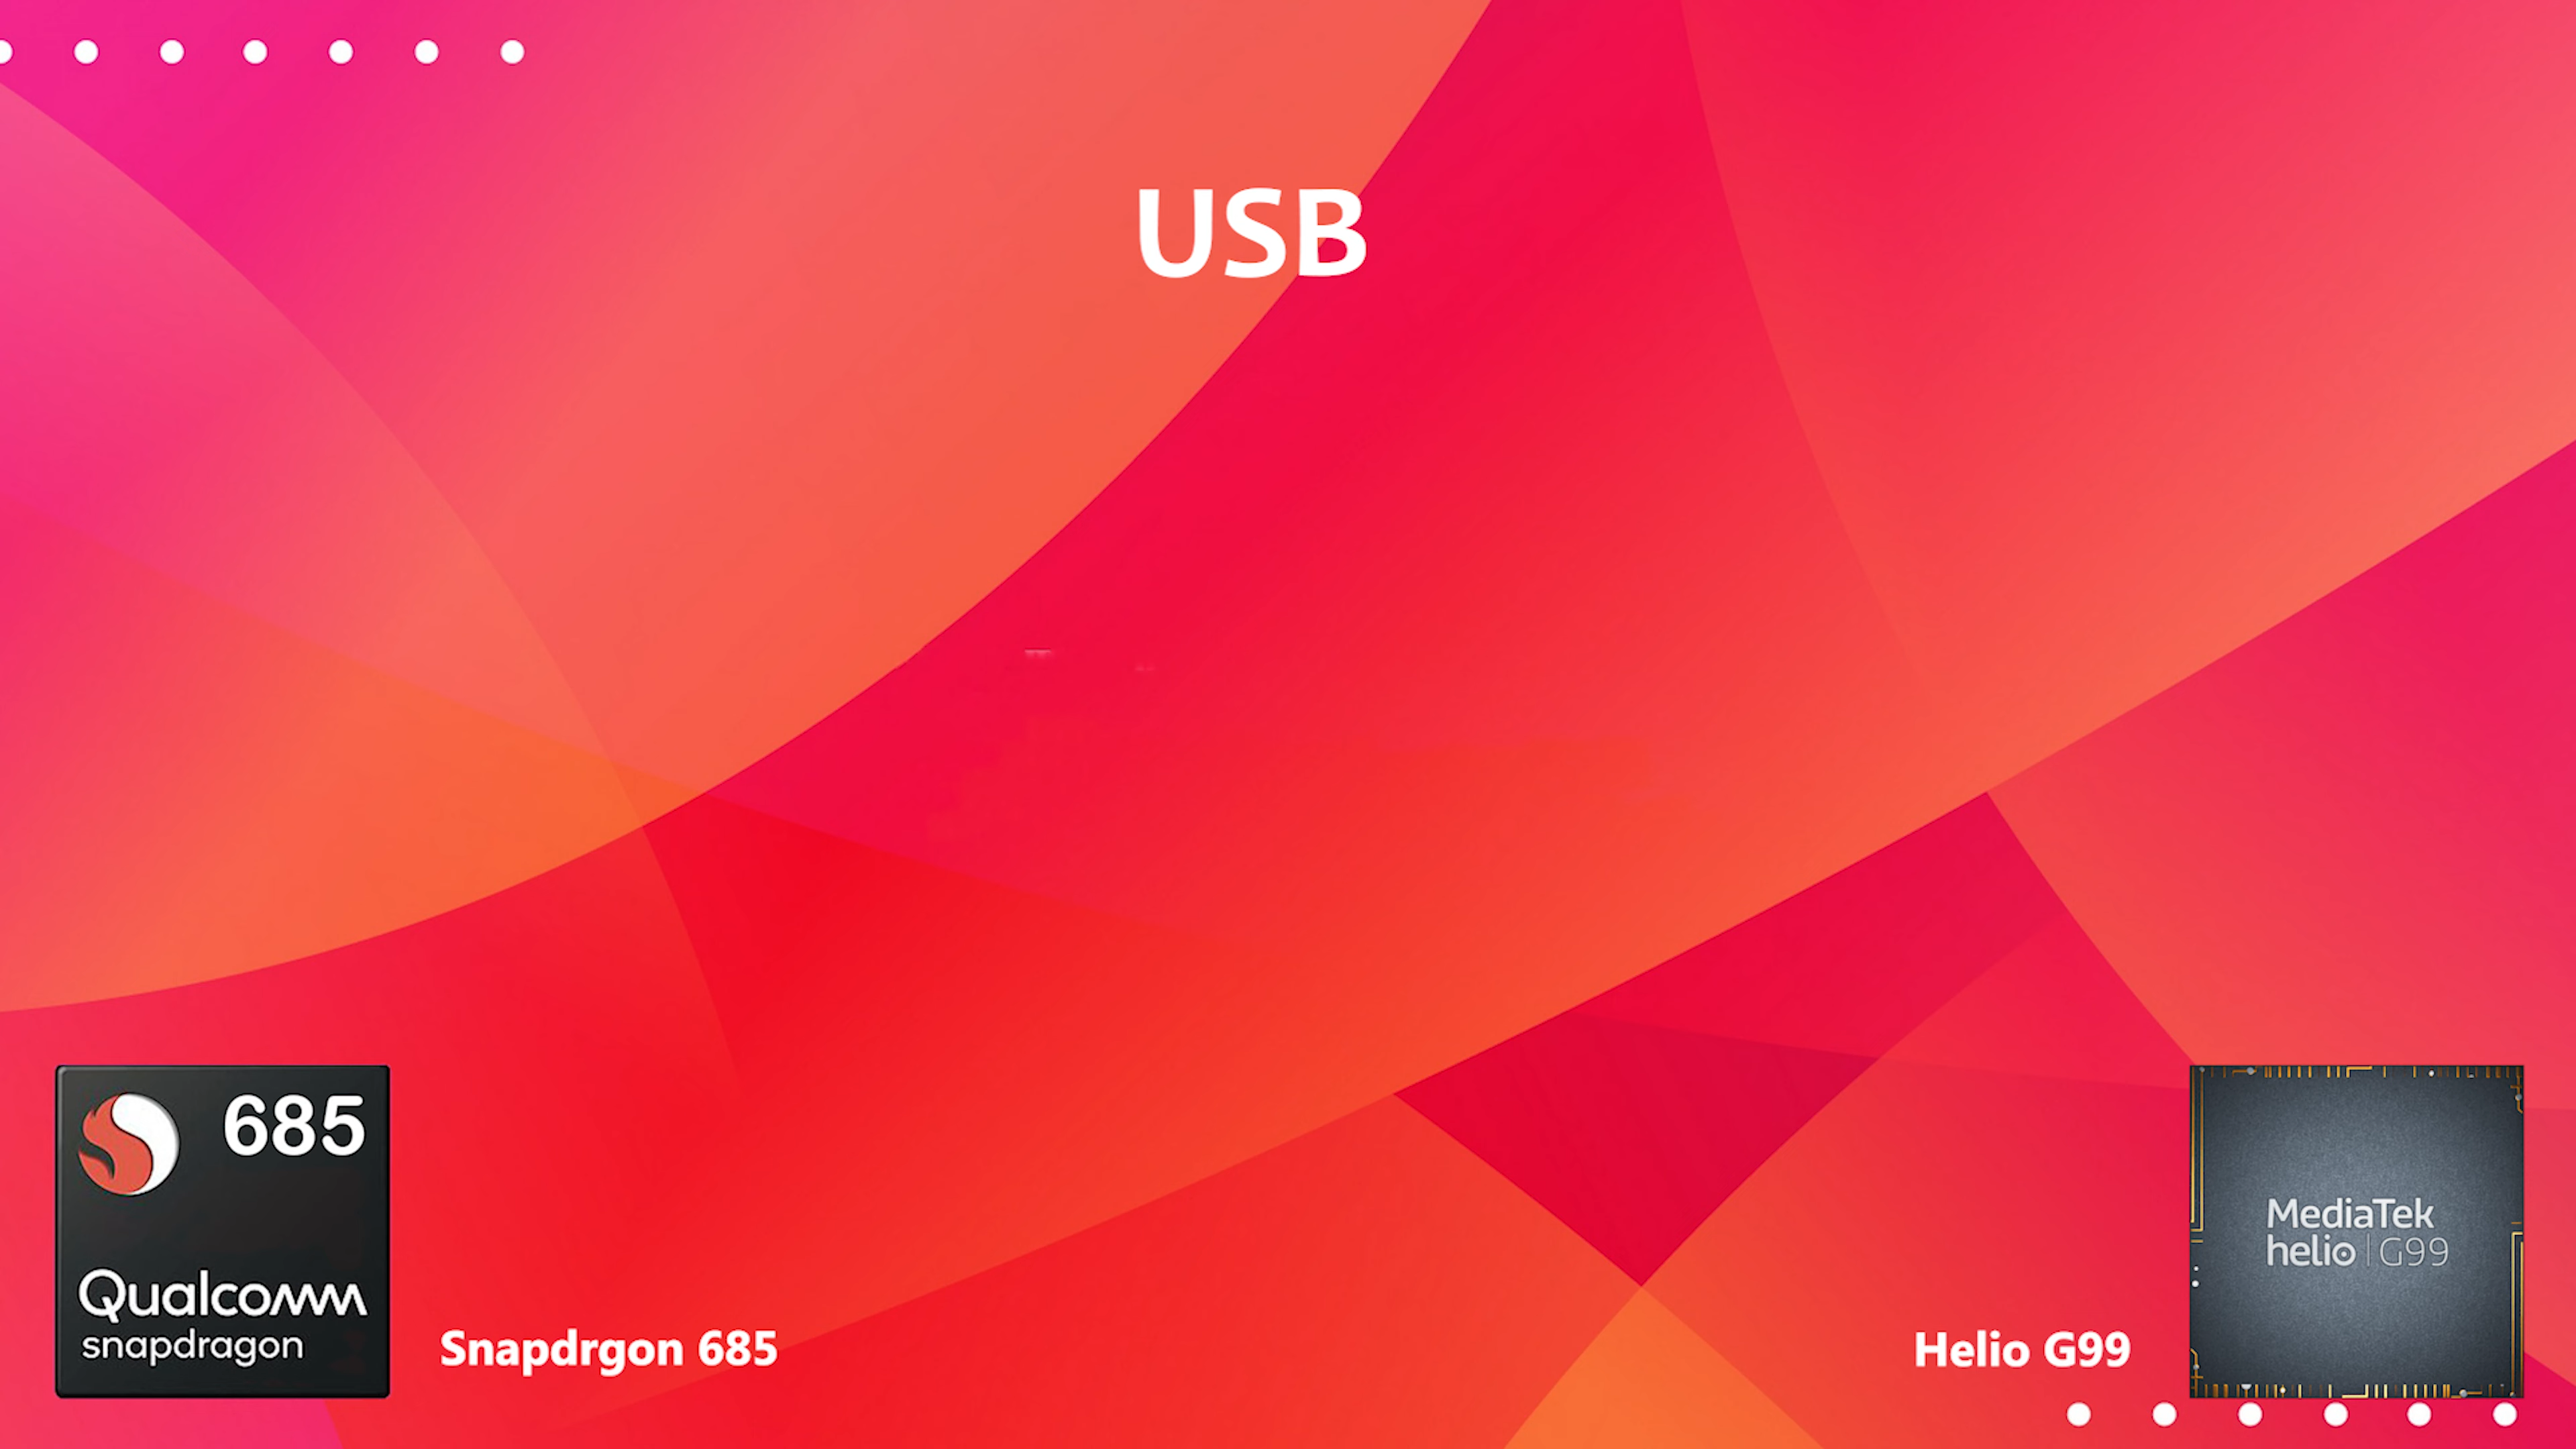 USB
685
Qualcomm
snapdragon
Snapdrgon 685
Helio G99
MediaTek
helio | G99